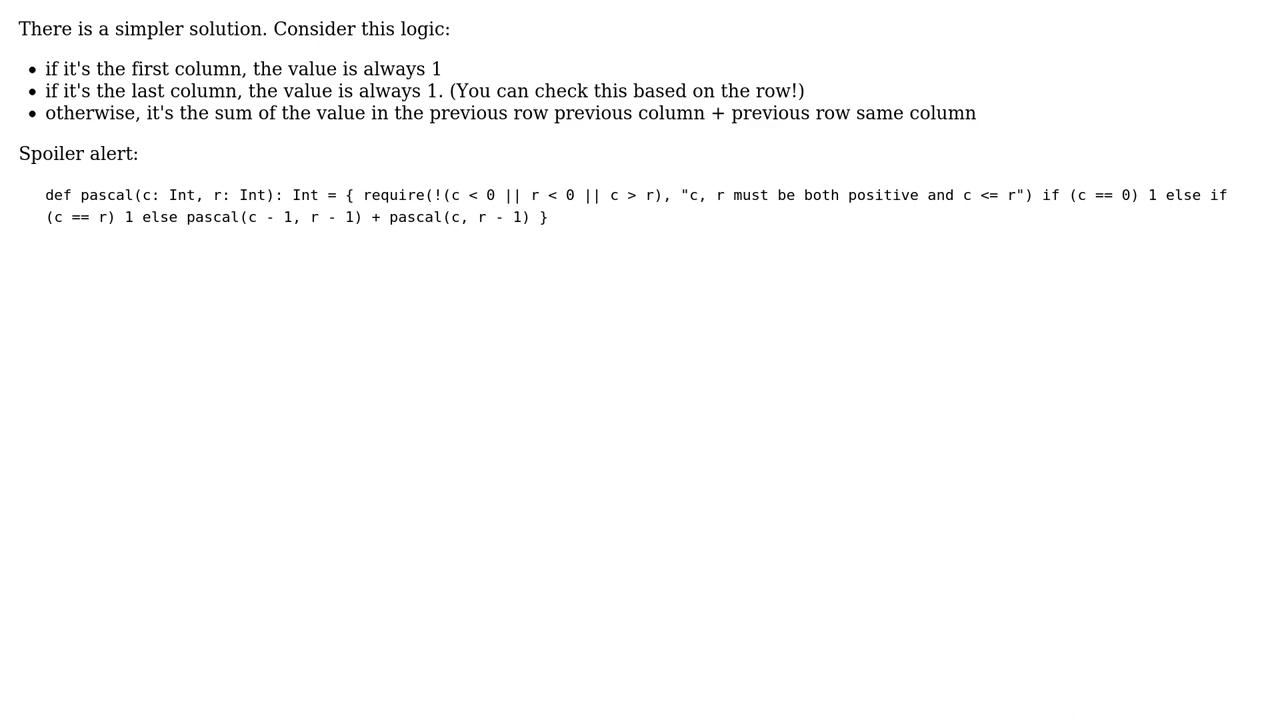 There is a simpler solution. Consider this logic:
• if it's the first column, the value is always 1
• if it's the last column, the value is always 1. (You can check this based on the row!)
• otherwise, it's the sum of the value in the previous row previous column + previous row same column
Spoiler alert:
def pascal(c: Int, r: Int): Int = { require(!(c < 0 || r < 0 || c > r), "c, r must be both positive and c <= r") if (c == 0) 1 else if
(c == r) 1 else pascal(c - 1, r - 1) + pascal(c, r - 1) }